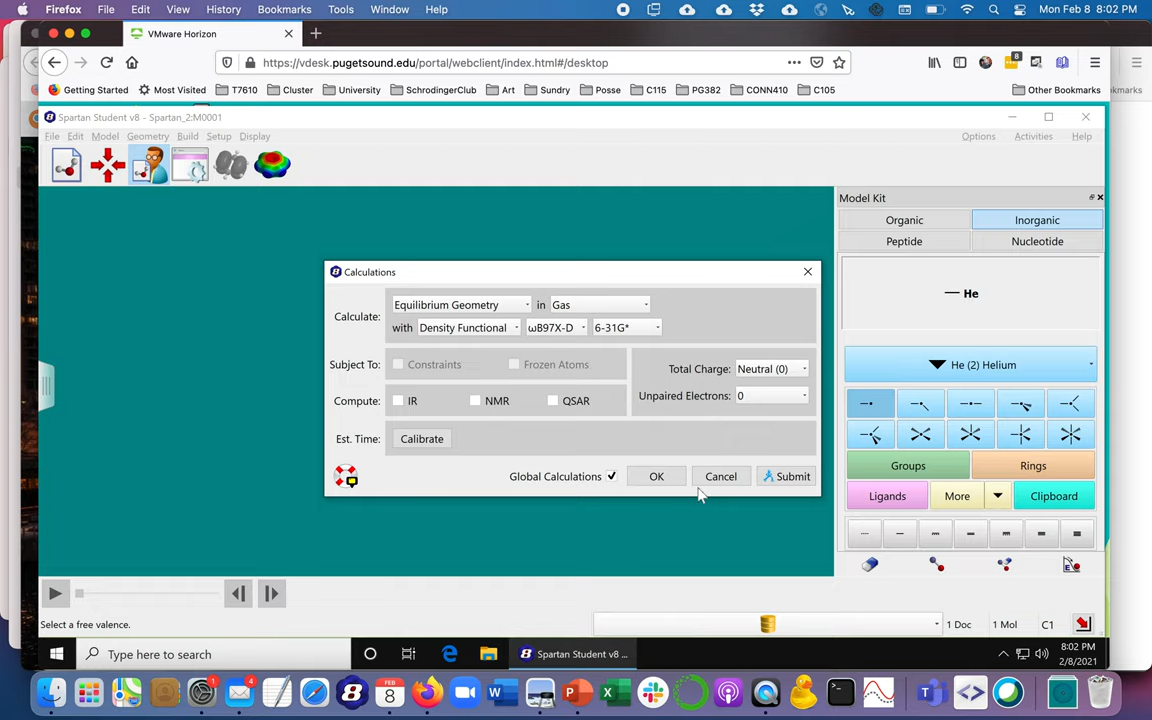 Firefox File Edit View History Bookmarks Tools Window Help Mon Feb 8 8:02 PM
VMware Horizon
https://vdesk.pugetsound.edu/portal/webclient/index.html#/desktop
8
Getting Started Most Visited T7610 Cluster University SchrodingerClub Art Sundry Posse C115 PG382 CONN410 C105 Other Bookmarks kmarks
Spartan Student v8 - Spartan_2:M0001
File Edit Model Geometry Build Setup Display Options Activities Help
Model Kit
Organic Inorganic
Peptide Nucleotide
He
He (2) Helium
Groups Rings
Ligands More Clipboard
Calculations
Calculate: Equilibrium Geometry in Gas
with Density Functional ωB97X-D 6-31G*
Subject To: Constraints Frozen Atoms
Total Charge: Neutral (0)
Compute: IR NMR QSAR
Unpaired Electrons: 0
Est. Time: Calibrate
Global Calculations OK Cancel Submit
Select a free valence. 1 Doc 1 Mol C1
Type here to search
Spartan Student v8 ...
8:02 PM
2/8/2021
1 4 FEB 8